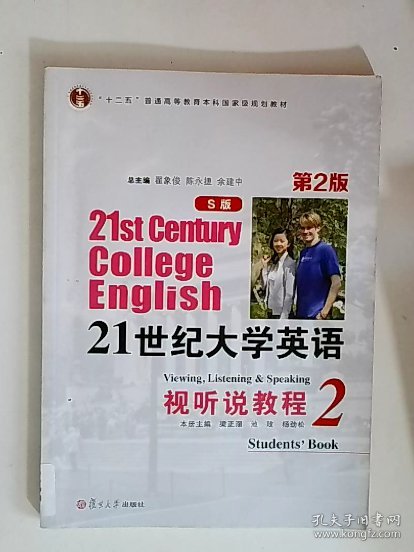 "十二五"普通高等教育本科国家级规划教材
总主编 翟象俊 陈永捷 余建中
第2版
S版
21st Century
College
English
21世纪大学英语
Viewing, Listening & Speaking
视听说教程 2
本册主编 梁正溜 池玫 杨劲松
Students' Book
复旦大学出版社
孔夫子旧书网
www.kongfz.com